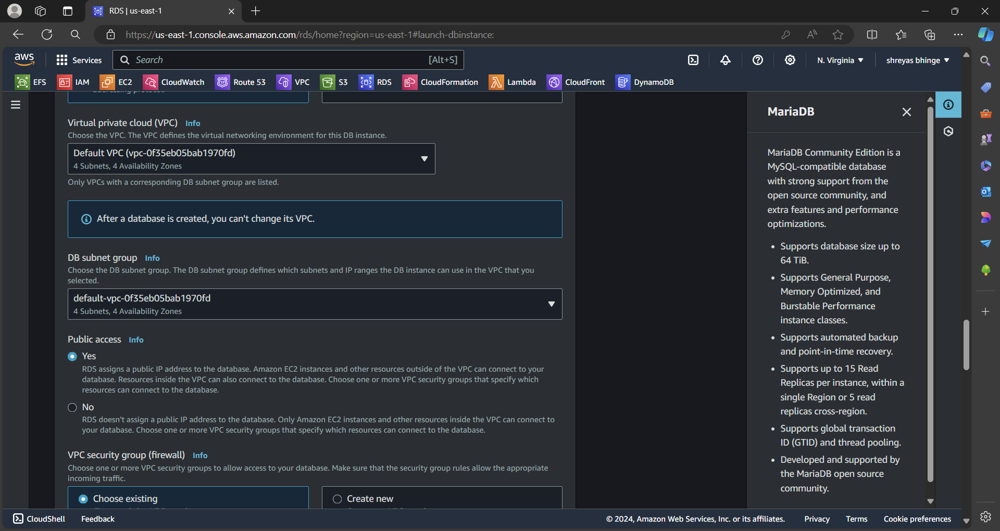 RDS | us-east-1
https://us-east-1.console.aws.amazon.com/rds/home?region=us-east-1#launch-dbinstance:
aws
Services
Search
[Alt+S]
N. Virginia
shreyas bhinge
EFS
IAM
EC2
CloudWatch
Route 53
VPC
S3
RDS
CloudFormation
Lambda
CloudFront
DynamoDB
Virtual private cloud (VPC) Info
Choose the VPC. The VPC defines the virtual networking environment for this DB instance.
Default VPC (vpc-0f35eb05bab1970fd)
4 Subnets, 4 Availability Zones
Only VPCs with a corresponding DB subnet group are listed.
After a database is created, you can't change its VPC.
DB subnet group Info
Choose the DB subnet group. The DB subnet group defines which subnets and IP ranges the DB instance can use in the VPC that you
selected.
default-vpc-0f35eb05bab1970fd
4 Subnets, 4 Availability Zones
Public access Info
Yes
RDS assigns a public IP address to the database. Amazon EC2 instances and other resources outside of the VPC can connect to your
database. Resources inside the VPC can also connect to the database. Choose one or more VPC security groups that specify which
resources can connect to the database.
No
RDS doesn't assign a public IP address to the database. Only Amazon EC2 instances and other resources inside the VPC can connect to
your database. Choose one or more VPC security groups that specify which resources can connect to the database.
VPC security group (firewall) Info
Choose one or more VPC security groups to allow access to your database. Make sure that the security group rules allow the appropriate
incoming traffic.
Choose existing
Create new
MariaDB
MariaDB Community Edition is a
MySQL-compatible database
with strong support from the
open source community, and
extra features and performance
optimizations.
• Supports database size up to
64 TiB.
• Supports General Purpose,
Memory Optimized, and
Burstable Performance
instance classes.
• Supports automated backup
and point-in-time recovery.
• Supports up to 15 Read
Replicas per instance, within a
single Region or 5 read
replicas cross-region.
• Supports global transaction
ID (GTID) and thread pooling.
• Developed and supported by
the MariaDB open source
community.
CloudShell
Feedback
© 2024, Amazon Web Services, Inc. or its affiliates.
Privacy
Terms
Cookie preferences